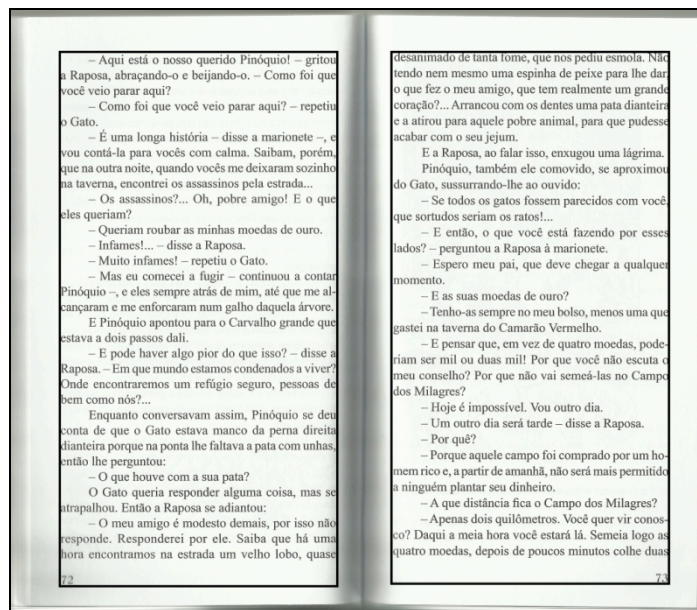 – Aqui está o nosso querido Pinóquio! – gritou
a Raposa, abraçando-o e beijando-o. – Como foi que
você veio parar aqui?
– Como foi que você veio parar aqui? – repetiu
o Gato.
– É uma longa história – disse a marionete –, e
vou contá-la para vocês com calma. Saibam, porém,
que na outra noite, quando vocês me deixaram sozinho
na taverna, encontrei os assassinos pela estrada...
– Os assassinos?... Oh, pobre amigo! E o que
eles queriam?
– Queriam roubar as minhas moedas de ouro.
– Infames!... – disse a Raposa.
– Muito infames! – repetiu o Gato.
– Mas eu comecei a fugir – continuou a contar
Pinóquio –, e eles sempre atrás de mim, até que me al-
cançaram e me enforcaram num galho daquela árvore.
E Pinóquio apontou para o Carvalho grande que
estava a dois passos dali.
– E pode haver algo pior do que isso? – disse a
Raposa. – Em que mundo estamos condenados a viver?
Onde encontraremos um refúgio seguro, pessoas de
bem como nós?...
Enquanto conversavam assim, Pinóquio se deu
conta de que o Gato estava manco da perna direita
dianteira porque na ponta lhe faltava a pata com unhas,
então lhe perguntou:
– O que houve com a sua pata?
O Gato queria responder alguma coisa, mas se
atrapalhou. Então a Raposa se adiantou:
– O meu amigo é modesto demais, por isso não
responde. Responderei por ele. Saiba que há uma
hora encontramos na estrada um velho lobo, quase
72
desanimado de tanta fome, que nos pediu esmola. Não
tendo nem mesmo uma espinha de peixe para lhe dar,
o que fez o meu amigo, que tem realmente um grande
coração?... Arrancou com os dentes uma pata dianteira
e a atirou para aquele pobre animal, para que pudesse
acabar com o seu jejum.
E a Raposa, ao falar isso, enxugou uma lágrima.
Pinóquio, também ele comovido, se aproximou
do Gato, sussurrando-lhe ao ouvido:
– Se todos os gatos fossem parecidos com você,
que sortudos seriam os ratos!...
– E então, o que você está fazendo por esses
lados? – perguntou a Raposa à marionete.
– Espero meu pai, que deve chegar a qualquer
momento.
– E as suas moedas de ouro?
– Tenho-as sempre no meu bolso, menos uma que
gastei na taverna do Camarão Vermelho.
– E pensar que, em vez de quatro moedas, pode-
riam ser mil ou duas mil! Por que você não escuta o
meu conselho? Por que não vai semeá-las no Campo
dos Milagres?
– Hoje é impossível. Vou outro dia.
– Um outro dia será tarde – disse a Raposa.
– Por quê?
– Porque aquele campo foi comprado por um ho-
mem rico e, a partir de amanhã, não será mais permitido
a ninguém plantar seu dinheiro.
– A que distância fica o Campo dos Milagres?
– Apenas dois quilômetros. Você quer vir conos-
co? Daqui a meia hora você estará lá. Semeia logo as
quatro moedas, depois de poucos minutos colhe duas
73